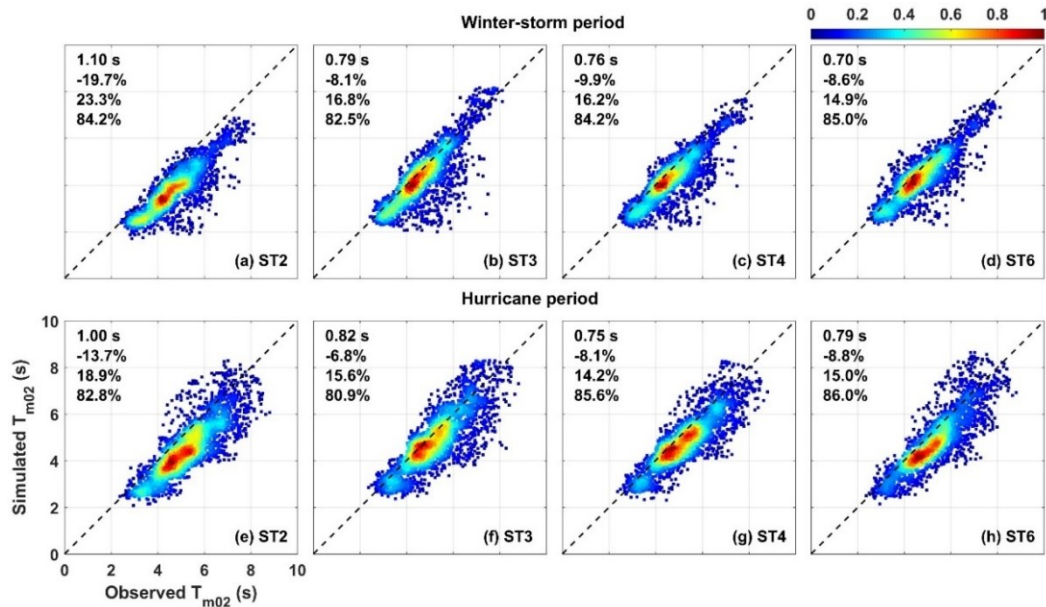 Winter-storm period
0 0.2 0.4 0.6 0.8 1
1.10 s
-19.7%
23.3%
84.2%
(a) ST2
0.79 s
-8.1%
16.8%
82.5%
(b) ST3
0.76 s
-9.9%
16.2%
84.2%
(c) ST4
0.70 s
-8.6%
14.9%
85.0%
(d) ST6
Hurricane period
Simulated Tm02 (s)
10
8
6
4
2
0
1.00 s
-13.7%
18.9%
82.8%
(e) ST2
0 2 4 6 8 10
Observed Tm02 (s)
0.82 s
-6.8%
15.6%
80.9%
(f) ST3
0.75 s
-8.1%
14.2%
85.6%
(g) ST4
0.79 s
-8.8%
15.0%
86.0%
(h) ST6